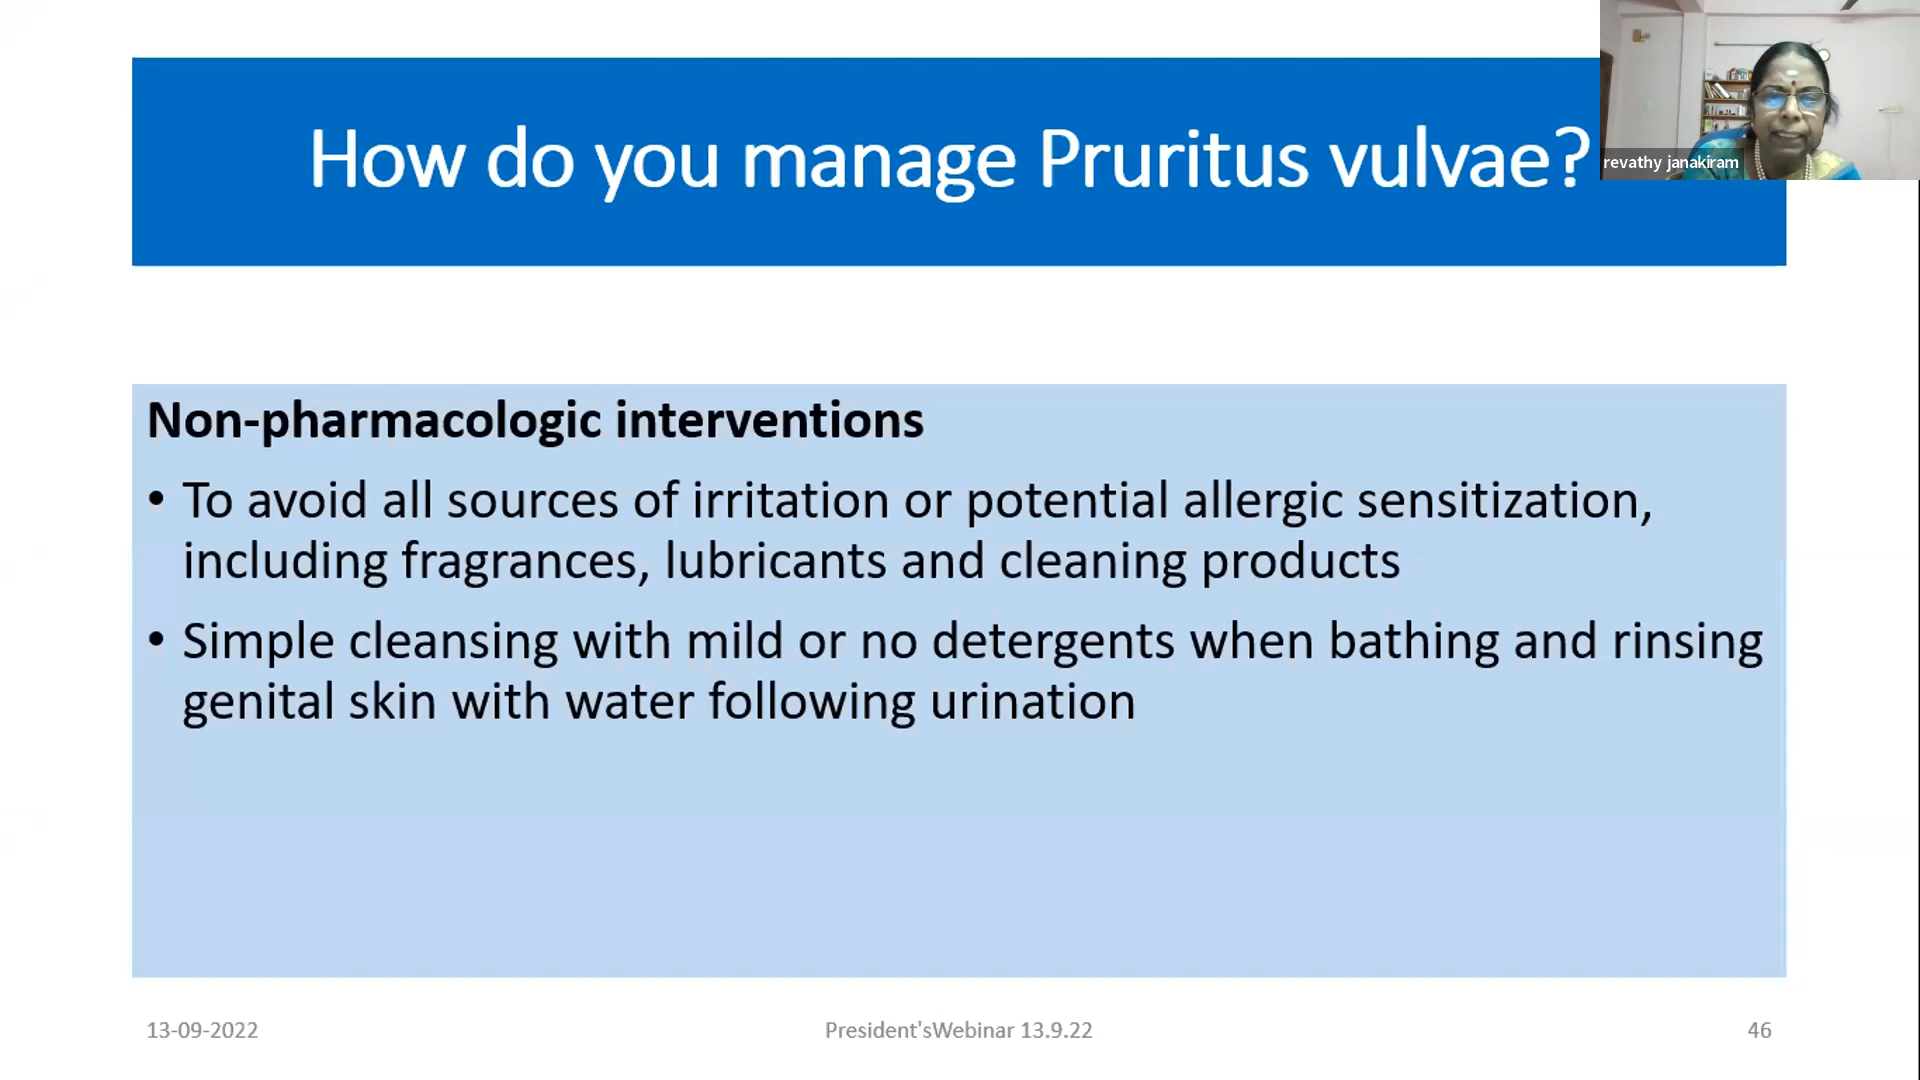 How do you manage Pruritus vulvae?
revathy janakiram
Non-pharmacologic interventions
• To avoid all sources of irritation or potential allergic sensitization,
including fragrances, lubricants and cleaning products
• Simple cleansing with mild or no detergents when bathing and rinsing
genital skin with water following urination
13-09-2022
President'sWebinar 13.9.22
46